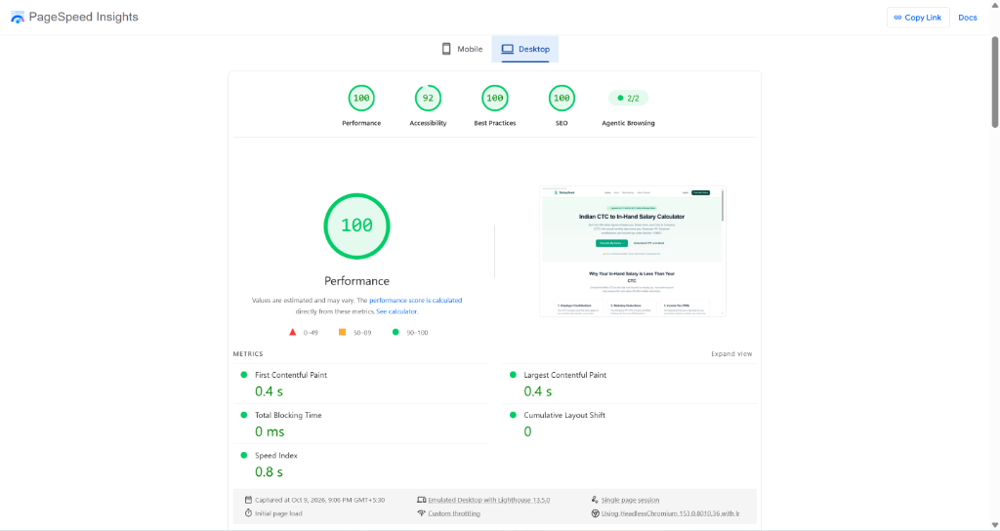 PageSpeed Insights
Copy Link
Docs
Mobile
Desktop
100
92
100
100
2/2
Performance
Accessibility
Best Practices
SEO
Agentic Browsing
100
Performance
Values are estimated and may vary. The performance score is calculated
directly from these metrics. See calculator.
0–49
50–89
90–100
Indian CTC to In-Hand Salary Calculator
Why Your In-Hand Salary is Less Than Your
CTC
METRICS
Expand view
First Contentful Paint
0.4 s
Largest Contentful Paint
0.4 s
Total Blocking Time
0 ms
Cumulative Layout Shift
0
Speed Index
0.8 s
Captured at Oct 9, 2026, 9:06 PM GMT+5:30
Emulated Desktop with Lighthouse 13.5.0
Single page session
Initial page load
Custom throttling
Using HeadlessChromium 153.0.8010.36 with lr